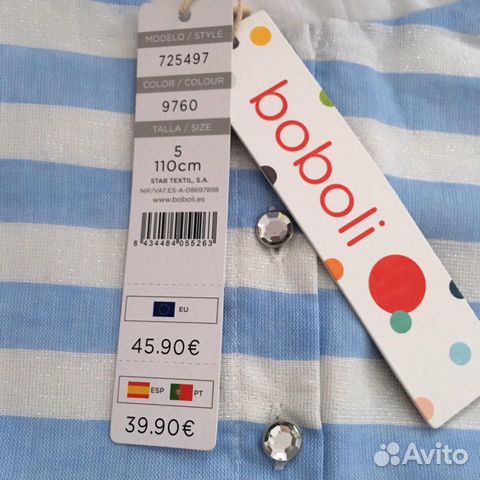 MODELO / STYLE
725497
COLOR / COLOUR
9760
TALLA / SIZE
5
110cm
STAR TEXTIL, S.A.
NIF/VAT:ES-A-08697898
www.boboli.es
8 434484 055263
EU
45.90€
ESP PT
39.90€
boboli
Avito